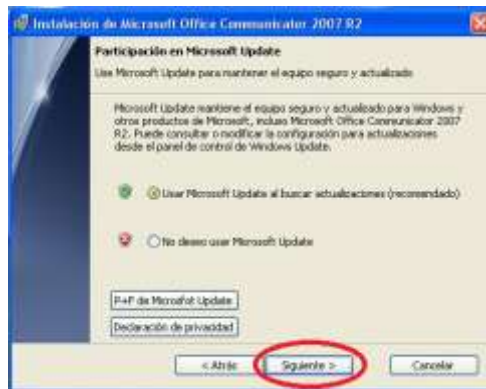 Instalación de Microsoft Office Communicator 2007 R2
Participación en Microsoft Update
Use Microsoft Update para mantener el equipo seguro y actualizado
Microsoft Update mantiene el equipo seguro y actualizado para Windows y
otros productos de Microsoft, incluso Microsoft Office Communicator 2007
R2. Puede consultar o modificar la configuración para actualizaciones
desde el panel de control de Windows Update.
Usar Microsoft Update al buscar actualizaciones (recomendado)
No deseo usar Microsoft Update
P+F de Microsfot Update
Declaración de privacidad
< Atrás
Siguiente >
Cancelar